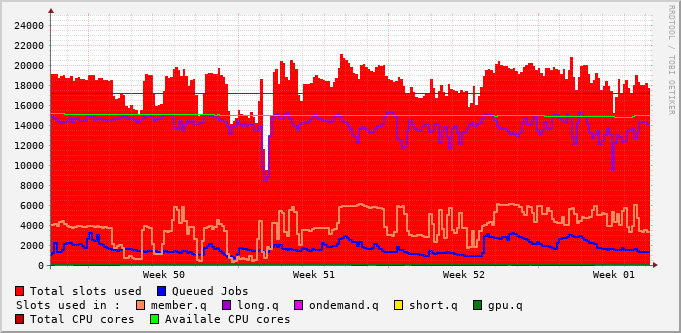 24000
22000
20000
18000
16000
14000
12000
10000
8000
6000
4000
2000
0
Week 50 Week 51 Week 52 Week 01
RRDTOOL / TOBI OETIKER
Total slots used Queued Jobs
Slots used in : member.q long.q ondemand.q short.q gpu.q
Total CPU cores Availale CPU cores